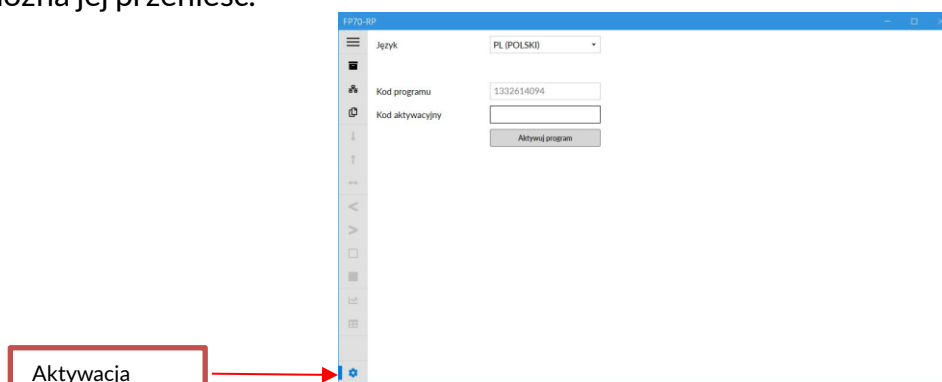 można jej przenieść.
FP70-RP
Język PL (POLSKI)
Kod programu 1332614094
Kod aktywacyjny
Aktywuj program
Aktywacja